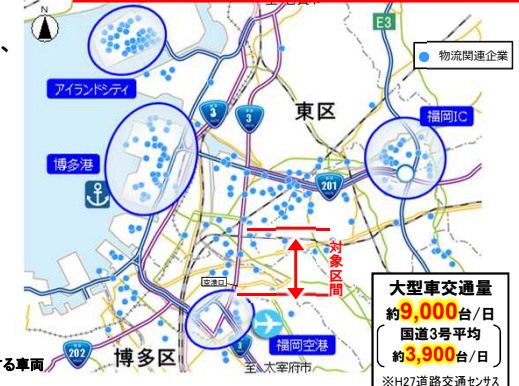 、
E3
物流関連企業
アイランドシティ
3
3
東区
福岡IC
博多港
201
対象区間
空港口
大型車交通量
約9,000台/日
国道3号平均
約3,900台/日
※H27道路交通センサス
202
博多区
福岡空港
至 太宰府市
する車両